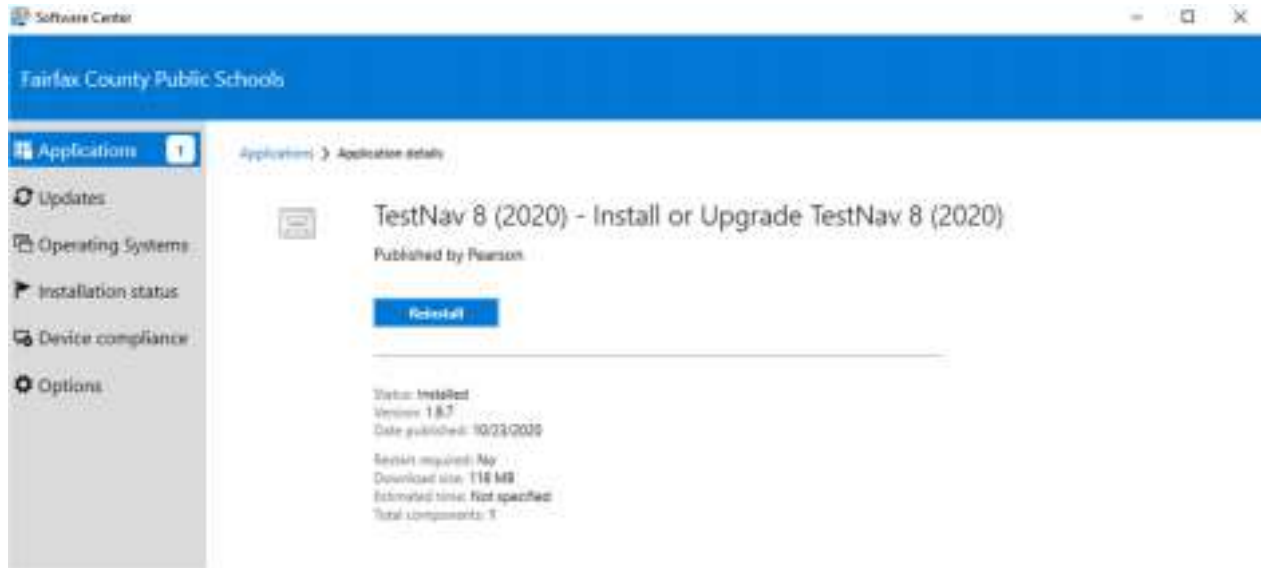 Software Center
Fairfax County Public Schools
Applications 1
Updates
Operating Systems
Installation status
Device compliance
Options
Applications > Application details
TestNav 8 (2020) - Install or Upgrade TestNav 8 (2020)
Published by Pearson
Reinstall
Status: Installed
Version: 1.8.7
Date published: 10/23/2020
Restart required: No
Download size: 118 MB
Estimated time: Not specified
Total components: 1